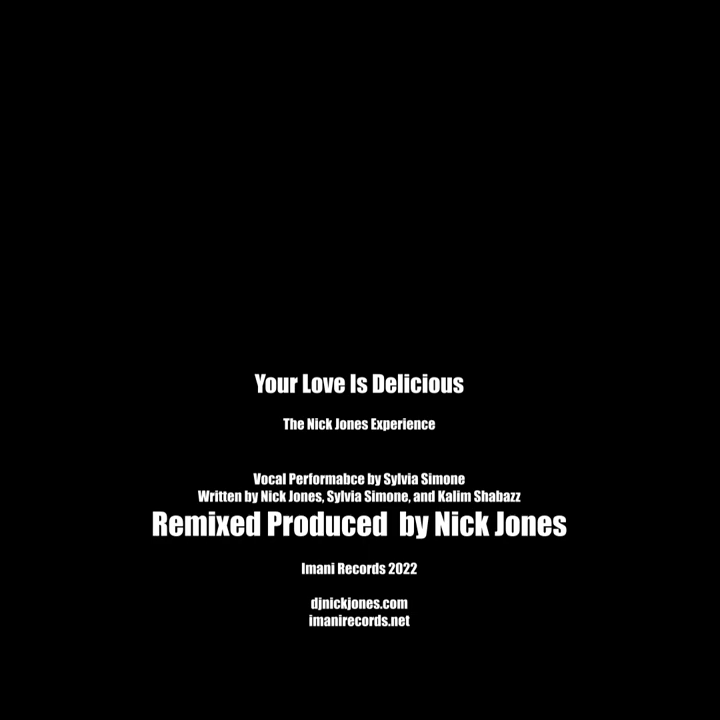 Your Love Is Delicious
The Nick Jones Experience
Vocal Performabce by Sylvia Simone
Written by Nick Jones, Sylvia Simone, and Kalim Shabazz
Remixed Produced  by Nick Jones
Imani Records 2022
djnickjones.com
imanirecords.net